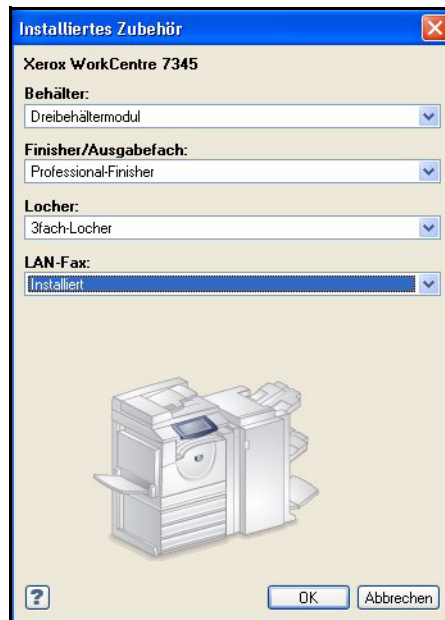 Installiertes Zubehör
Xerox WorkCentre 7345
Behälter:
Dreibehältermodul
Finisher/Ausgabefach:
Professional-Finisher
Locher:
3fach-Locher
LAN-Fax:
Installiert
?
OK
Abbrechen